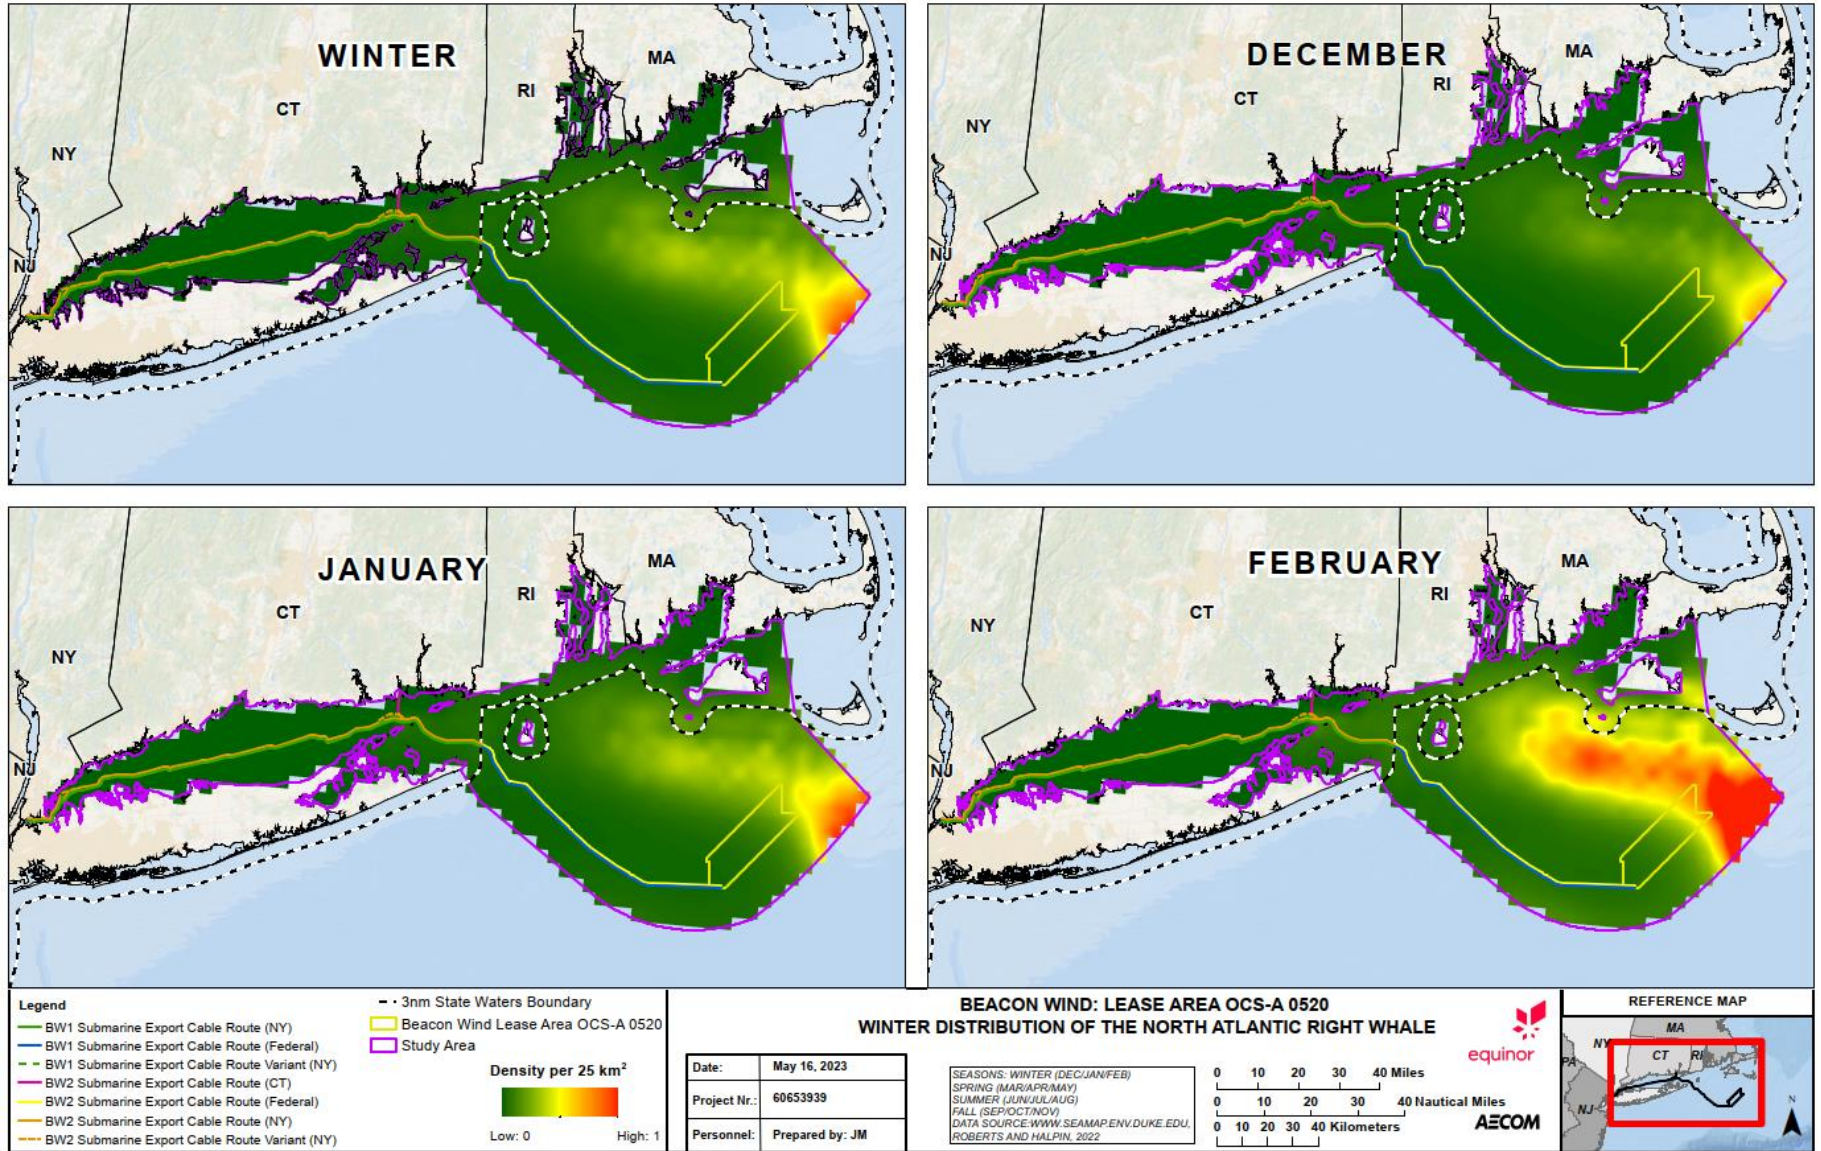 WINTER
MA
RI
CT
NY
NJ
DECEMBER
MA
RI
CT
NY
NJ
JANUARY
MA
RI
CT
NY
NJ
FEBRUARY
MA
RI
CT
NY
NJ
Legend
BW1 Submarine Export Cable Route (NY)
BW1 Submarine Export Cable Route (Federal)
BW1 Submarine Export Cable Route Variant (NY)
BW2 Submarine Export Cable Route (CT)
BW2 Submarine Export Cable Route (Federal)
BW2 Submarine Export Cable Route (NY)
BW2 Submarine Export Cable Route Variant (NY)
3nm State Waters Boundary
Beacon Wind Lease Area OCS-A 0520
Study Area
Density per 25 km²
Low: 0 High: 1
BEACON WIND: LEASE AREA OCS-A 0520
WINTER DISTRIBUTION OF THE NORTH ATLANTIC RIGHT WHALE
Date: May 16, 2023
Project Nr.: 60653939
Personnel: Prepared by: JM
SEASONS: WINTER (DEC/JAN/FEB)
SPRING (MAR/APR/MAY)
SUMMER (JUN/JUL/AUG)
FALL (SEP/OCT/NOV)
DATA SOURCE:WWW.SEAMAP.ENV.DUKE.EDU,
ROBERTS AND HALPIN, 2022
0 10 20 30 40 Miles
0 10 20 30 40 Nautical Miles
0 10 20 30 40 Kilometers
equinor
AECOM
REFERENCE MAP
MA
NY
CT
RI
PA
NJ
N